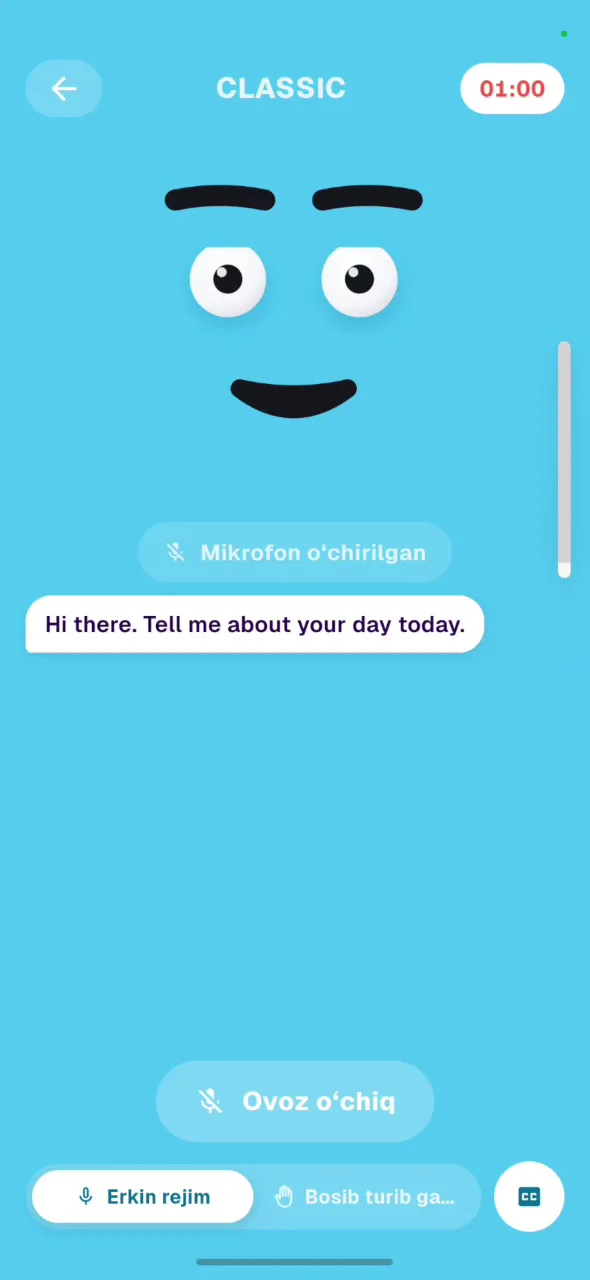 CLASSIC
01:00
Mikrofon o‘chirilgan
Hi there. Tell me about your day today.
Ovoz o‘chiq
Erkin rejim
Bosib turib ga...
CC